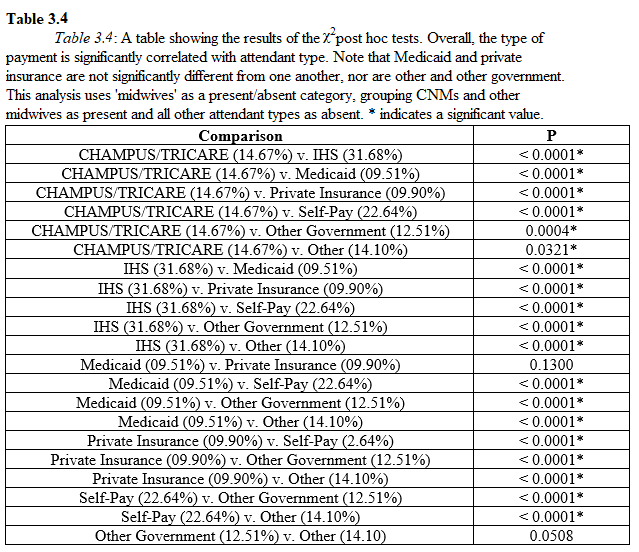 Table 3.4
Table 3.4: A table showing the results of the χ² post hoc tests. Overall, the type of
payment is significantly correlated with attendant type. Note that Medicaid and private
insurance are not significantly different from one another, nor are other and other government.
This analysis uses 'midwives' as a present/absent category, grouping CNMs and other
midwives as present and all other attendant types as absent. * indicates a significant value.
Comparison P
CHAMPUS/TRICARE (14.67%) v. IHS (31.68%) < 0.0001*
CHAMPUS/TRICARE (14.67%) v. Medicaid (09.51%) < 0.0001*
CHAMPUS/TRICARE (14.67%) v. Private Insurance (09.90%) < 0.0001*
CHAMPUS/TRICARE (14.67%) v. Self-Pay (22.64%) < 0.0001*
CHAMPUS/TRICARE (14.67%) v. Other Government (12.51%) 0.0004*
CHAMPUS/TRICARE (14.67%) v. Other (14.10%) 0.0321*
IHS (31.68%) v. Medicaid (09.51%) < 0.0001*
IHS (31.68%) v. Private Insurance (09.90%) < 0.0001*
IHS (31.68%) v. Self-Pay (22.64%) < 0.0001*
IHS (31.68%) v. Other Government (12.51%) < 0.0001*
IHS (31.68%) v. Other (14.10%) < 0.0001*
Medicaid (09.51%) v. Private Insurance (09.90%) 0.1300
Medicaid (09.51%) v. Self-Pay (22.64%) < 0.0001*
Medicaid (09.51%) v. Other Government (12.51%) < 0.0001*
Medicaid (09.51%) v. Other (14.10%) < 0.0001*
Private Insurance (09.90%) v. Self-Pay (2.64%) < 0.0001*
Private Insurance (09.90%) v. Other Government (12.51%) < 0.0001*
Private Insurance (09.90%) v. Other (14.10%) < 0.0001*
Self-Pay (22.64%) v. Other Government (12.51%) < 0.0001*
Self-Pay (22.64%) v. Other (14.10%) < 0.0001*
Other Government (12.51%) v. Other (14.10) 0.0508